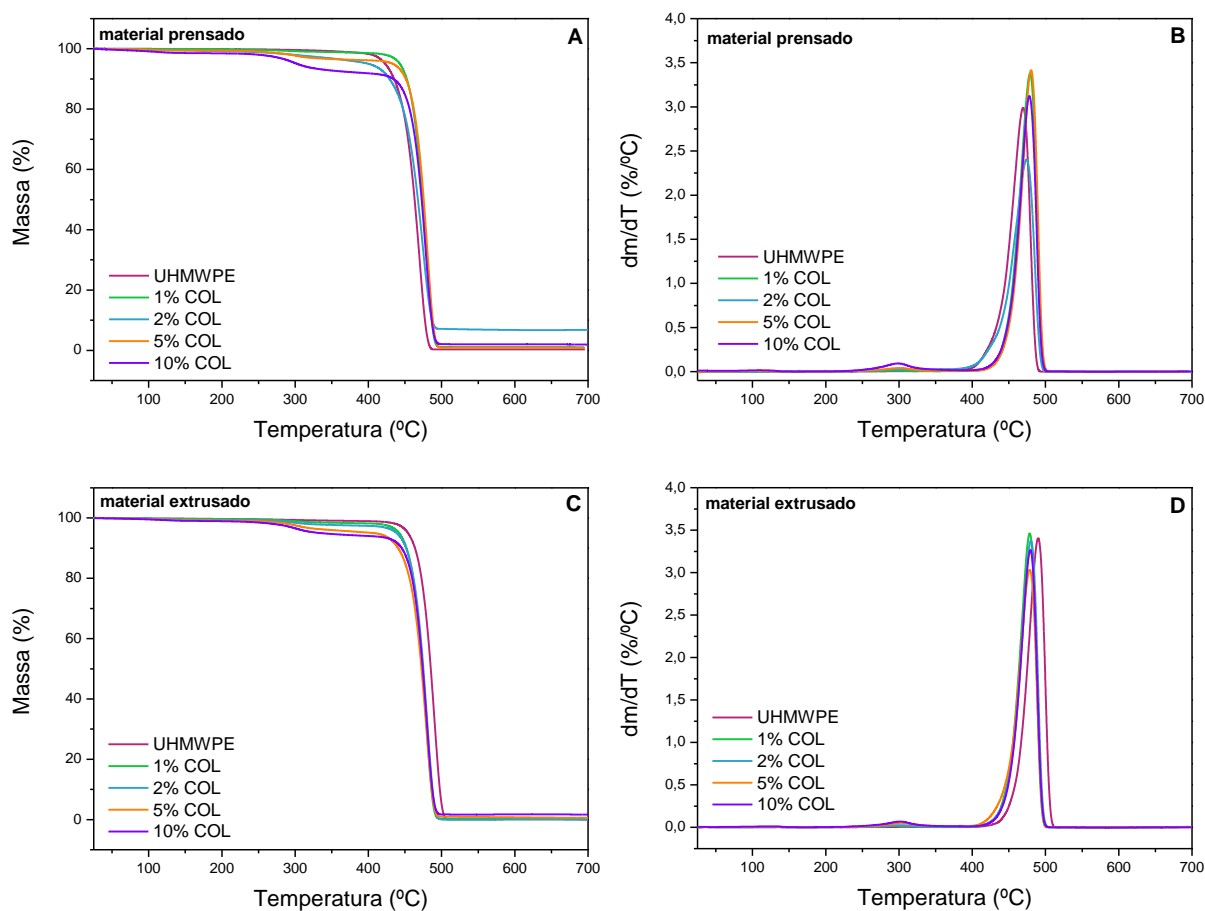 material prensado
A
Massa (%)
100
80
60
40
20
0
UHMWPE
1% COL
2% COL
5% COL
10% COL
100 200 300 400 500 600 700
Temperatura (ºC)
material prensado
B
dm/dT (%/ºC)
4,0
3,5
3,0
2,5
2,0
1,5
1,0
0,5
0,0
UHMWPE
1% COL
2% COL
5% COL
10% COL
100 200 300 400 500 600 700
Temperatura (ºC)
material extrusado
C
Massa (%)
100
80
60
40
20
0
UHMWPE
1% COL
2% COL
5% COL
10% COL
100 200 300 400 500 600 700
Temperatura (ºC)
material extrusado
D
dm/dT (%/ºC)
4,0
3,5
3,0
2,5
2,0
1,5
1,0
0,5
0,0
UHMWPE
1% COL
2% COL
5% COL
10% COL
100 200 300 400 500 600 700
Temperatura (ºC)